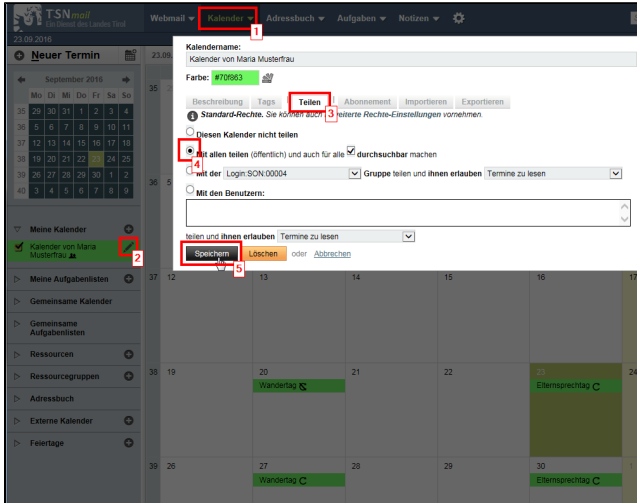 TSNmail
Ein Dienst des Landes Tirol
Webmail Kalender Adressbuch Aufgaben Notizen
1
23.09.2016
Neuer Termin
23.09.
September 2016
Mo Di Mi Do Fr Sa So
35 29 30 31 1 2 3 4
36 5 6 7 8 9 10 11
37 12 13 14 15 16 17 18
38 19 20 21 22 23 24 25
39 26 27 28 29 30 1 2
40 3 4 5 6 7 8 9
Meine Kalender
Kalender von Maria
Musterfrau
2
Meine Aufgabenlisten
Gemeinsame Kalender
Gemeinsame
Aufgabenlisten
Ressourcen
Ressourcegruppen
Adressbuch
Externe Kalender
Feiertage
Kalendername:
Kalender von Maria Musterfrau
Farbe: #70f863
Beschreibung Tags Teilen Abonnement Importieren Exportieren
3
Standard-Rechte. Sie können auch erweiterte Rechte-Einstellungen vornehmen.
Diesen Kalender nicht teilen
Mit allen teilen (öffentlich) und auch für alle durchsuchbar machen
4
Mit der Login:SON:00004 Gruppe teilen und ihnen erlauben Termine zu lesen
Mit den Benutzern:
teilen und ihnen erlauben Termine zu lesen
Speichern Löschen oder Abbrechen
5
35
36 5
37 12 13 14 15 16 17
38 19 20 21 22 23 24
Wandertag Elternsprechtag
39 26 27 28 29 30 1
Wandertag Elternsprechtag